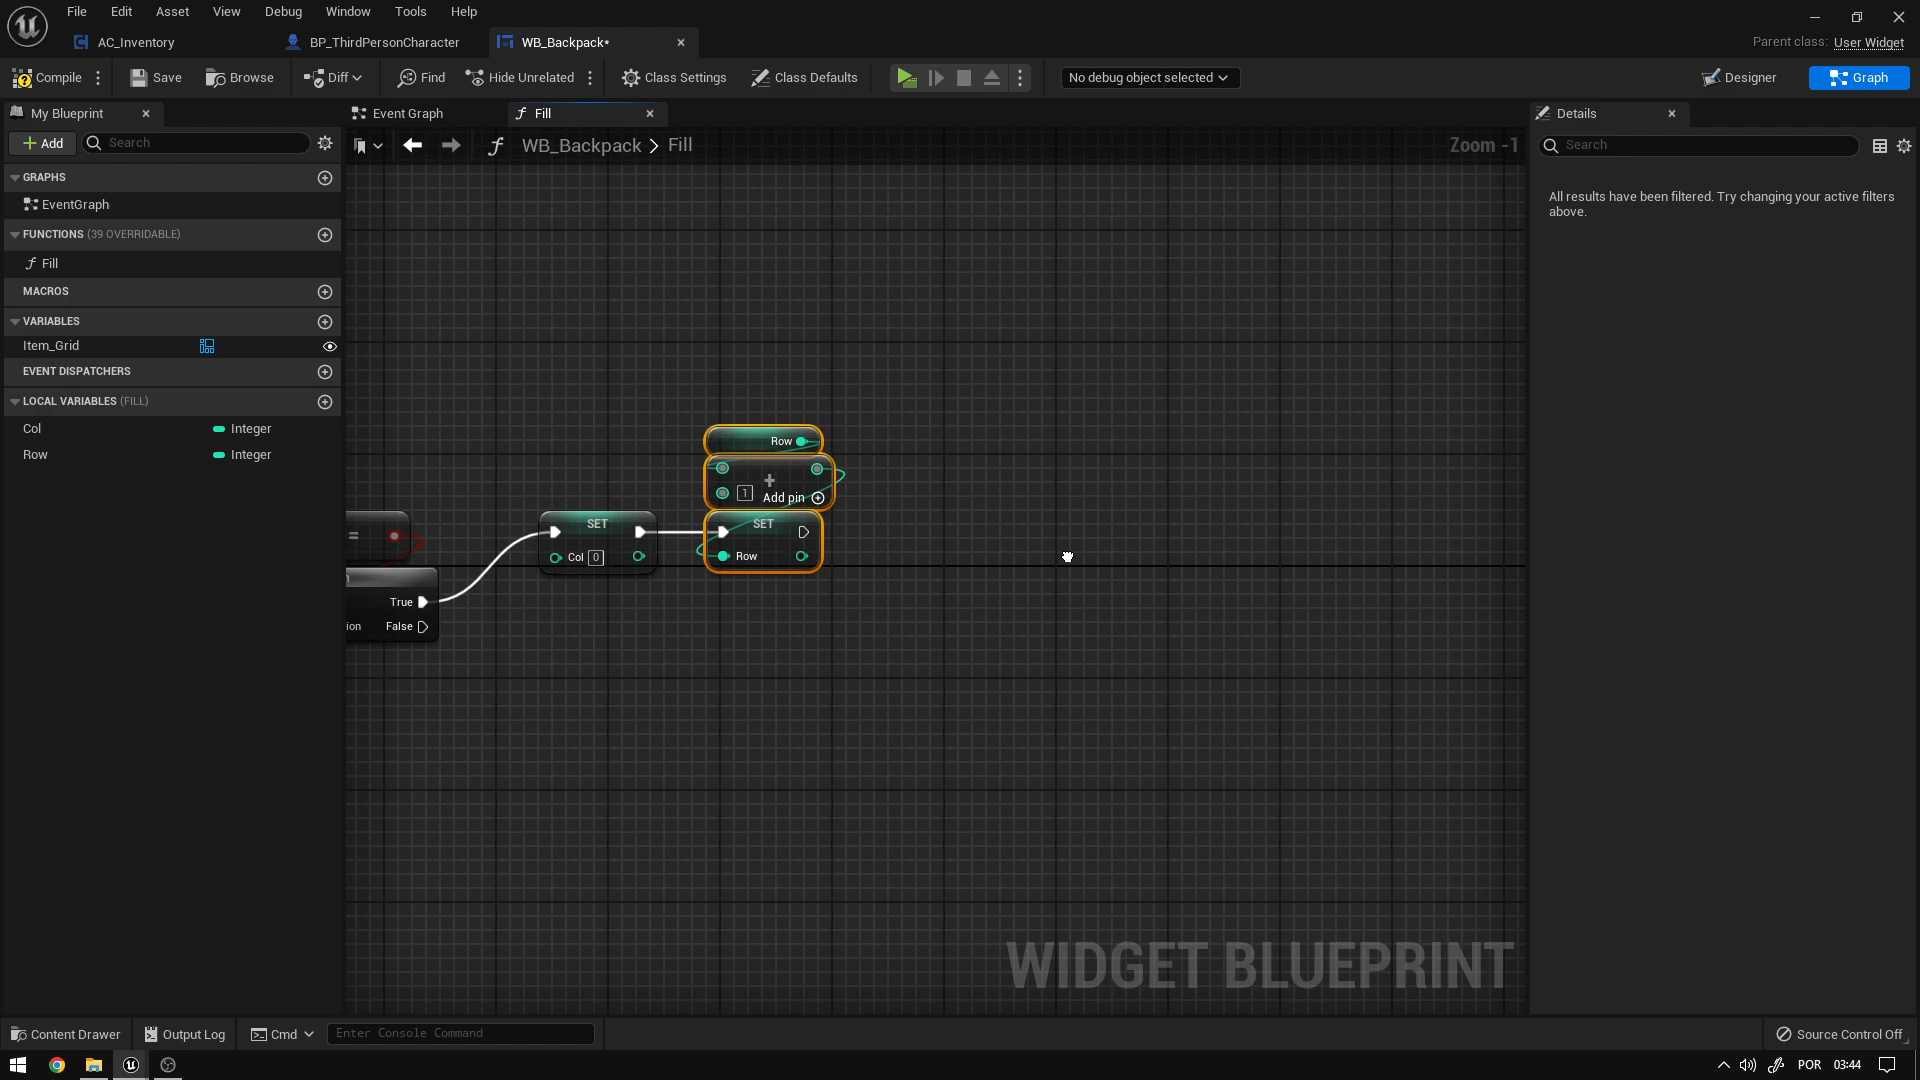 File Edit Asset View Debug Window Tools Help
AC_Inventory BP_ThirdPersonCharacter WB_Backpack*
Parent class: User Widget
Compile Save Browse Diff Find Hide Unrelated Class Settings Class Defaults No debug object selected Designer Graph
My Blueprint Event Graph Fill Details
Add Search WB_Backpack > Fill Zoom -1 Search
GRAPHS
EventGraph
FUNCTIONS (39 OVERRIDABLE)
Fill
MACROS
VARIABLES
Item_Grid
EVENT DISPATCHERS
LOCAL VARIABLES (FILL)
Col Integer
Row Integer
All results have been filtered. Try changing your active filters
above.
Row
+
1 Add pin
SET
Col 0
SET
Row
=
True
ion False
WIDGET BLUEPRINT
Content Drawer Output Log Cmd Enter Console Command Source Control Off
POR 03:44